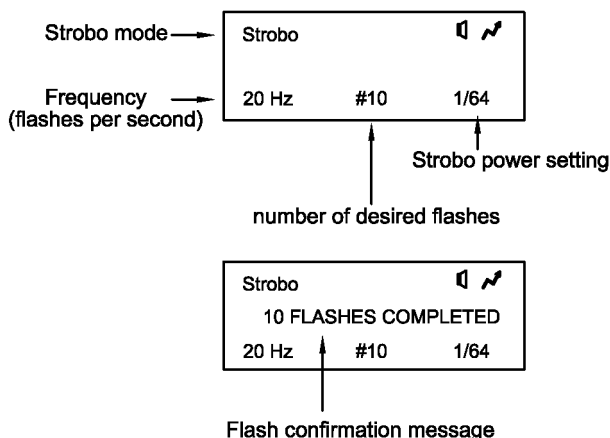 Strobo mode
Strobo
Frequency
(flashes per second)
20 Hz #10 1/64
Strobo power setting
number of desired flashes
Strobo
10 FLASHES COMPLETED
20 Hz #10 1/64
Flash confirmation message